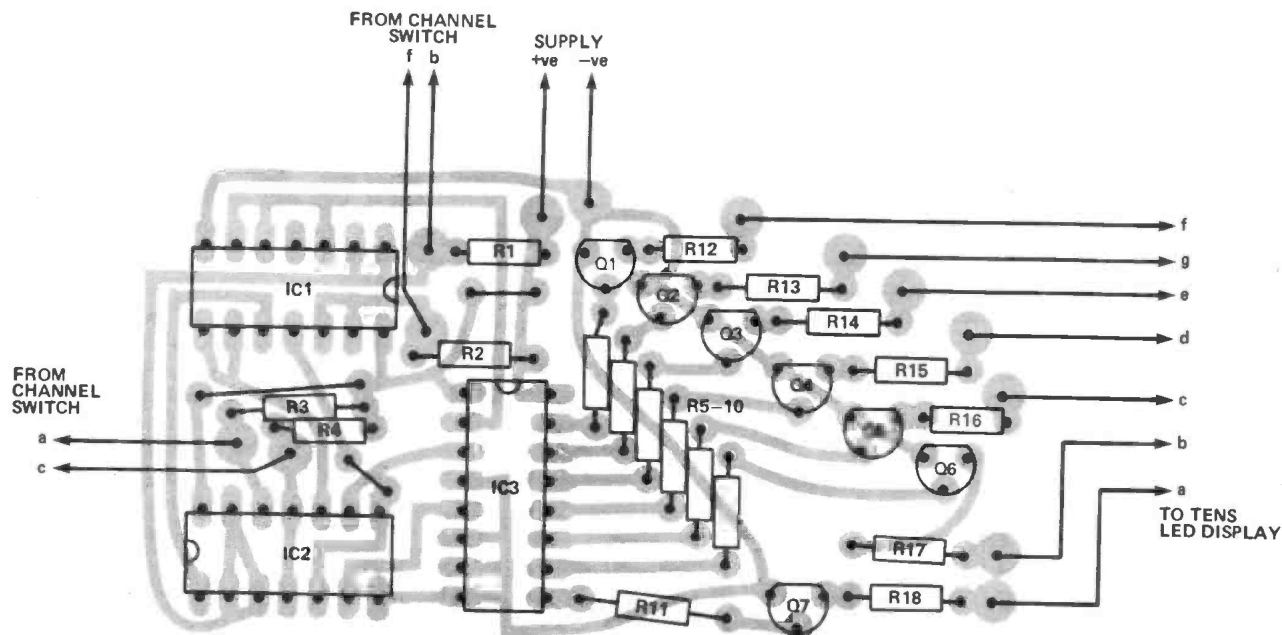 FROM CHANNEL
SWITCH
f b
SUPPLY
+ve -ve
f
g
e
d
c
b
a
TO TENS
LED DISPLAY
R1
R12
Q1
IC1
Q2
R13
Q3
R14
R2
R15
Q4
FROM
CHANNEL
SWITCH
a
c
R3
R4
R5-10
R16
Q6
IC3
IC2
R17
R11
Q7
R18